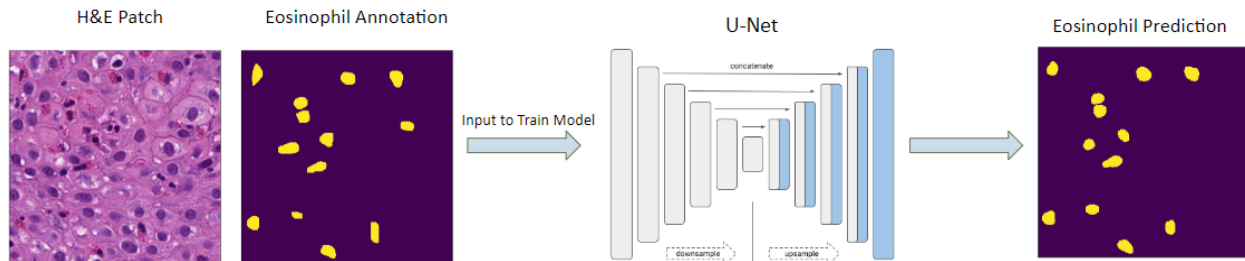 H&E Patch
Eosinophil Annotation
U-Net
Eosinophil Prediction
concatenate
Input to Train Model
downsample
upsample